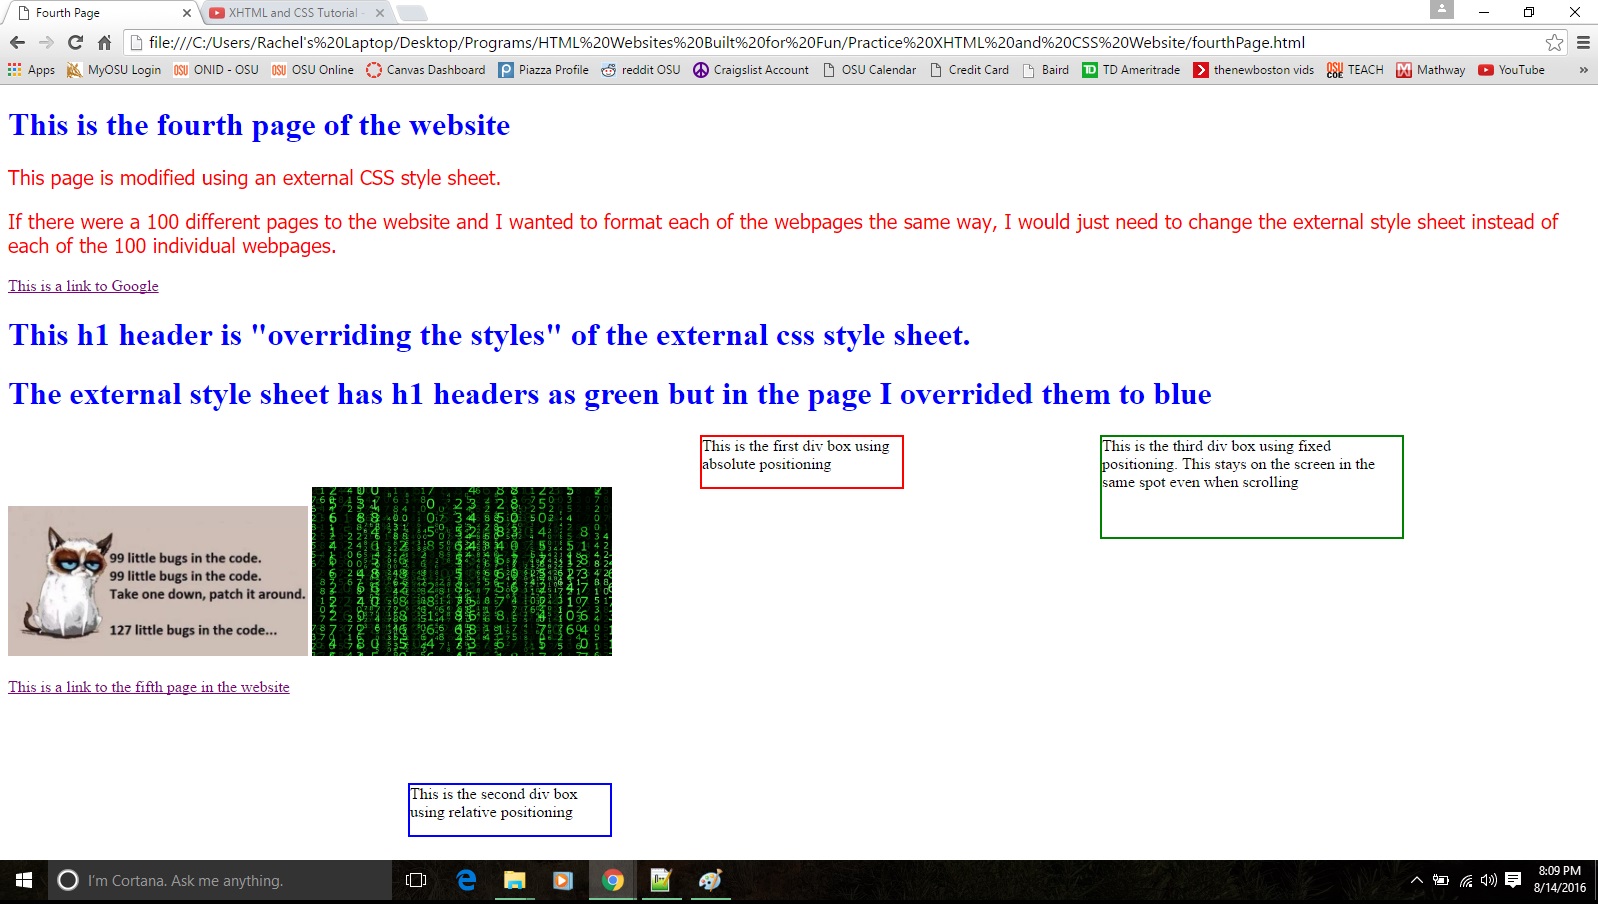 Fourth Page
XHTML and CSS Tutorial -
file:///C:/Users/Rachel's%20Laptop/Desktop/Programs/HTML%20Websites%20Built%20for%20Fun/Practice%20XHTML%20and%20CSS%20Website/fourthPage.html
Apps MyOSU Login OSU ONID - OSU OSU OSU Online Canvas Dashboard Piazza Profile reddit OSU Craigslist Account OSU Calendar Credit Card Baird TD TD Ameritrade thenewboston vids OSU COE TEACH Mathway YouTube »
This is the fourth page of the website
This page is modified using an external CSS style sheet.
If there were a 100 different pages to the website and I wanted to format each of the webpages the same way, I would just need to change the external style sheet instead of
each of the 100 individual webpages.
This is a link to Google
This h1 header is "overriding the styles" of the external css style sheet.
The external style sheet has h1 headers as green but in the page I overrided them to blue
This is the first div box using
absolute positioning
This is the third div box using fixed
positioning. This stays on the screen in the
same spot even when scrolling
99 little bugs in the code.
99 little bugs in the code.
Take one down, patch it around.
127 little bugs in the code...
This is a link to the fifth page in the website
This is the second div box
using relative positioning
I'm Cortana. Ask me anything.
8:09 PM
8/14/2016